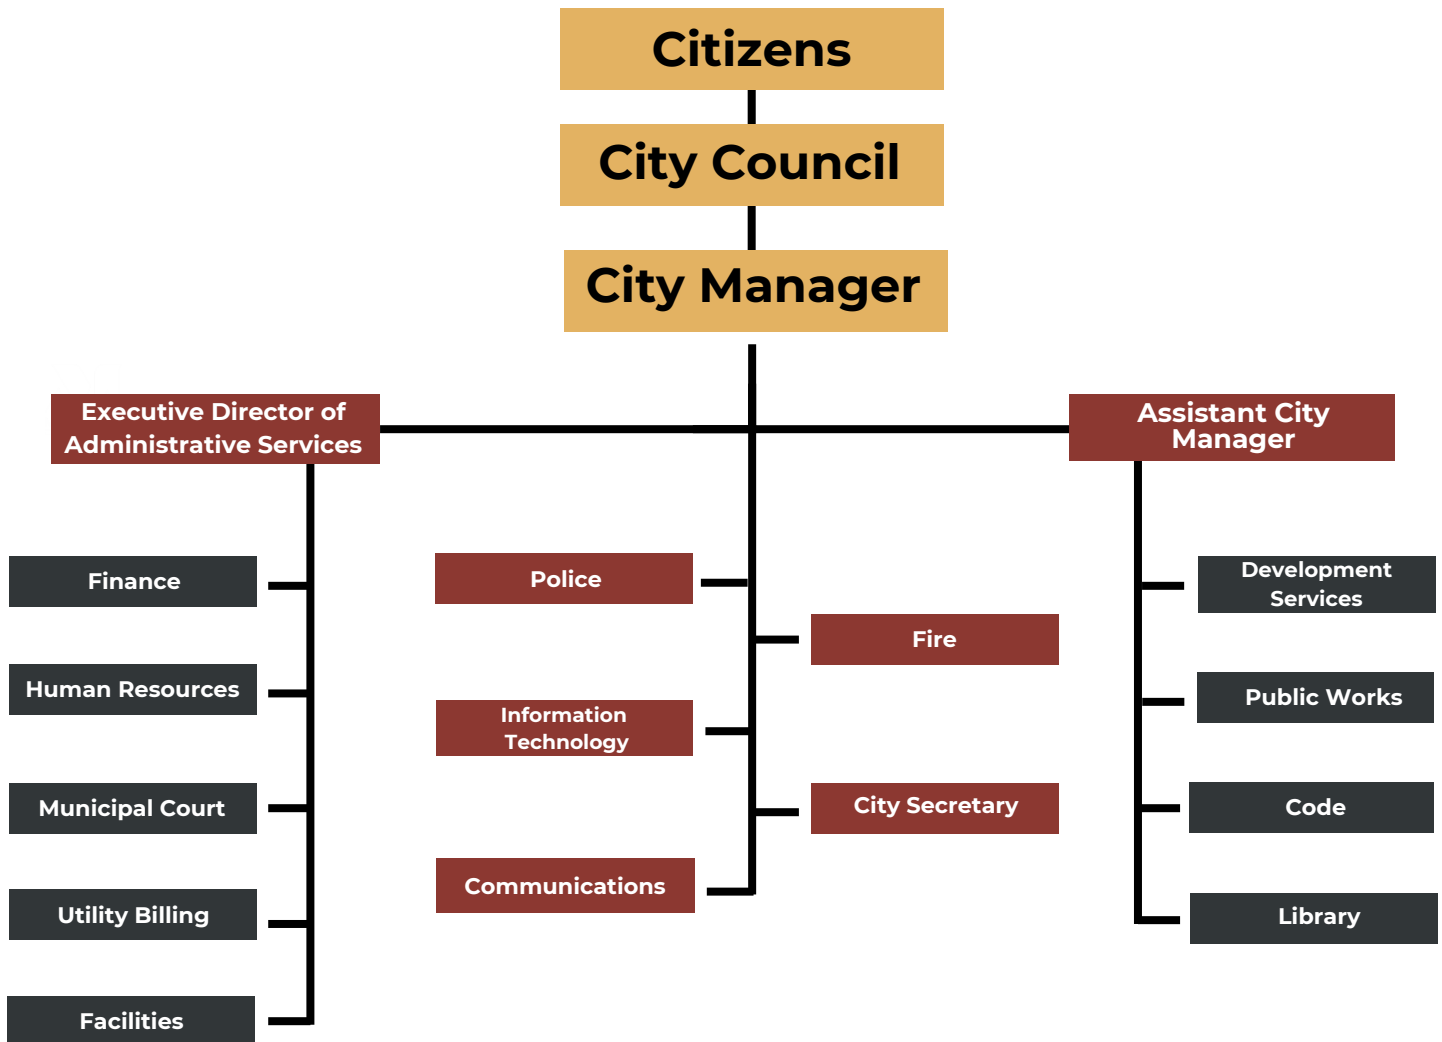 Citizens
City Council
City Manager
Executive Director of
Administrative Services
Assistant City
Manager
Finance
Human Resources
Municipal Court
Utility Billing
Facilities
Police
Fire
Information
Technology
City Secretary
Communications
Development
Services
Public Works
Code
Library